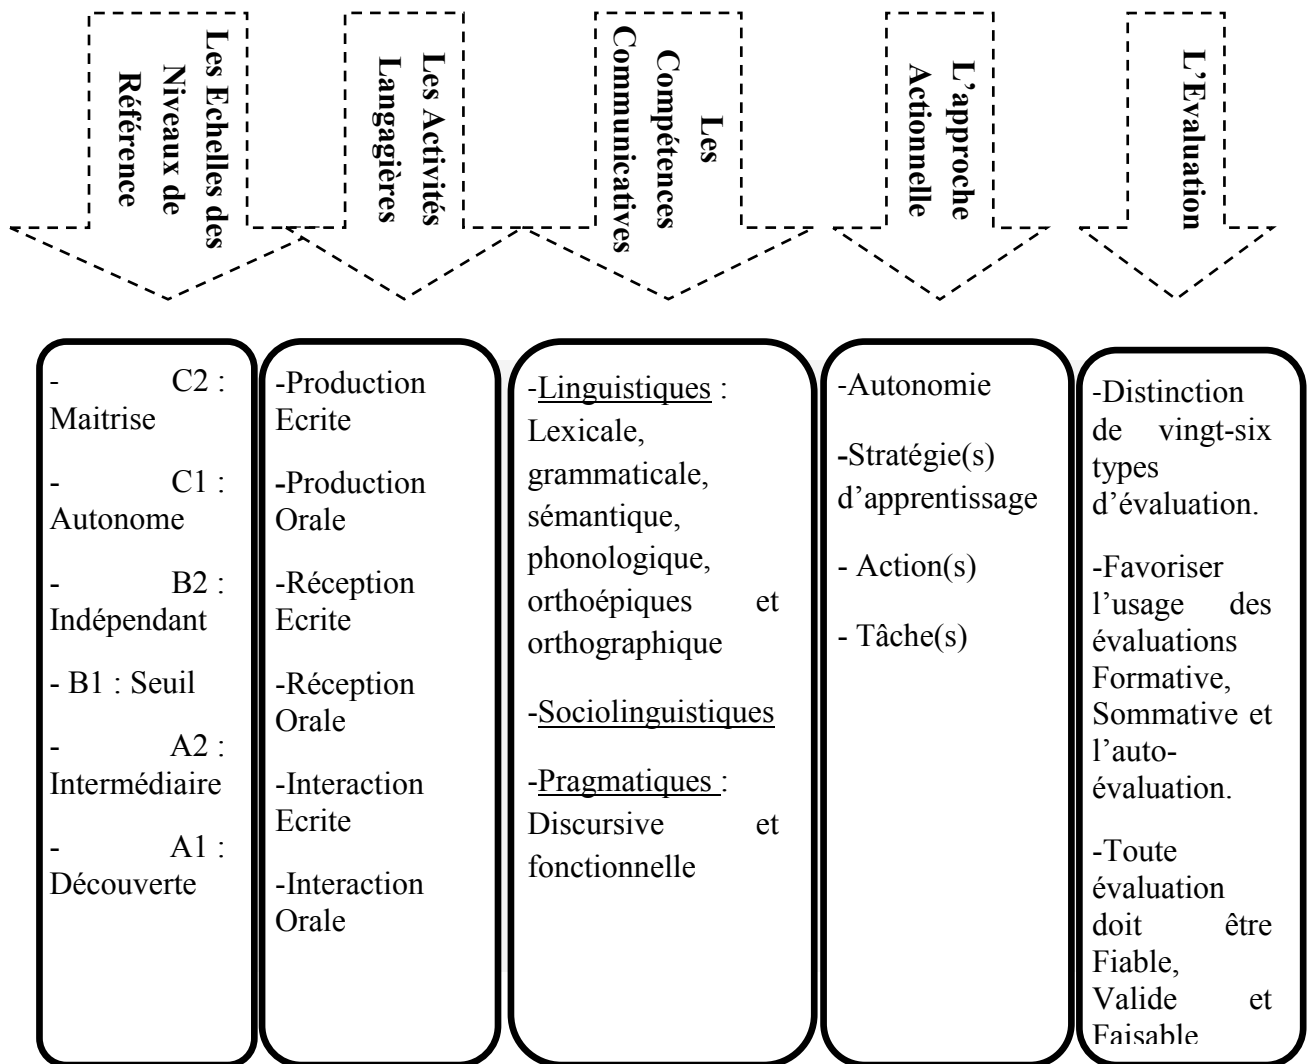 Les Echelles des
Niveaux de
Référence
Les Activités
Langagières
Les
Compétences
Communicatives
L’approche
Actionnelle
L’Evaluation
- C2 :
Maitrise
- C1 :
Autonome
- B2 :
Indépendant
- B1 : Seuil
- A2 :
Intermédiaire
- A1 :
Découverte
-Production
Ecrite
-Production
Orale
-Réception
Ecrite
-Réception
Orale
-Interaction
Ecrite
-Interaction
Orale
-Linguistiques :
Lexicale,
grammaticale,
sémantique,
phonologique,
orthoépiques et
orthographique
-Sociolinguistiques
-Pragmatiques :
Discursive et
fonctionnelle
-Autonomie
-Stratégie(s)
d’apprentissage
- Action(s)
- Tâche(s)
-Distinction
de vingt-six
types
d’évaluation.
-Favoriser
l’usage des
évaluations
Formative,
Sommative et
l’auto-
évaluation.
-Toute
évaluation
doit être
Fiable,
Valide et
Faisable